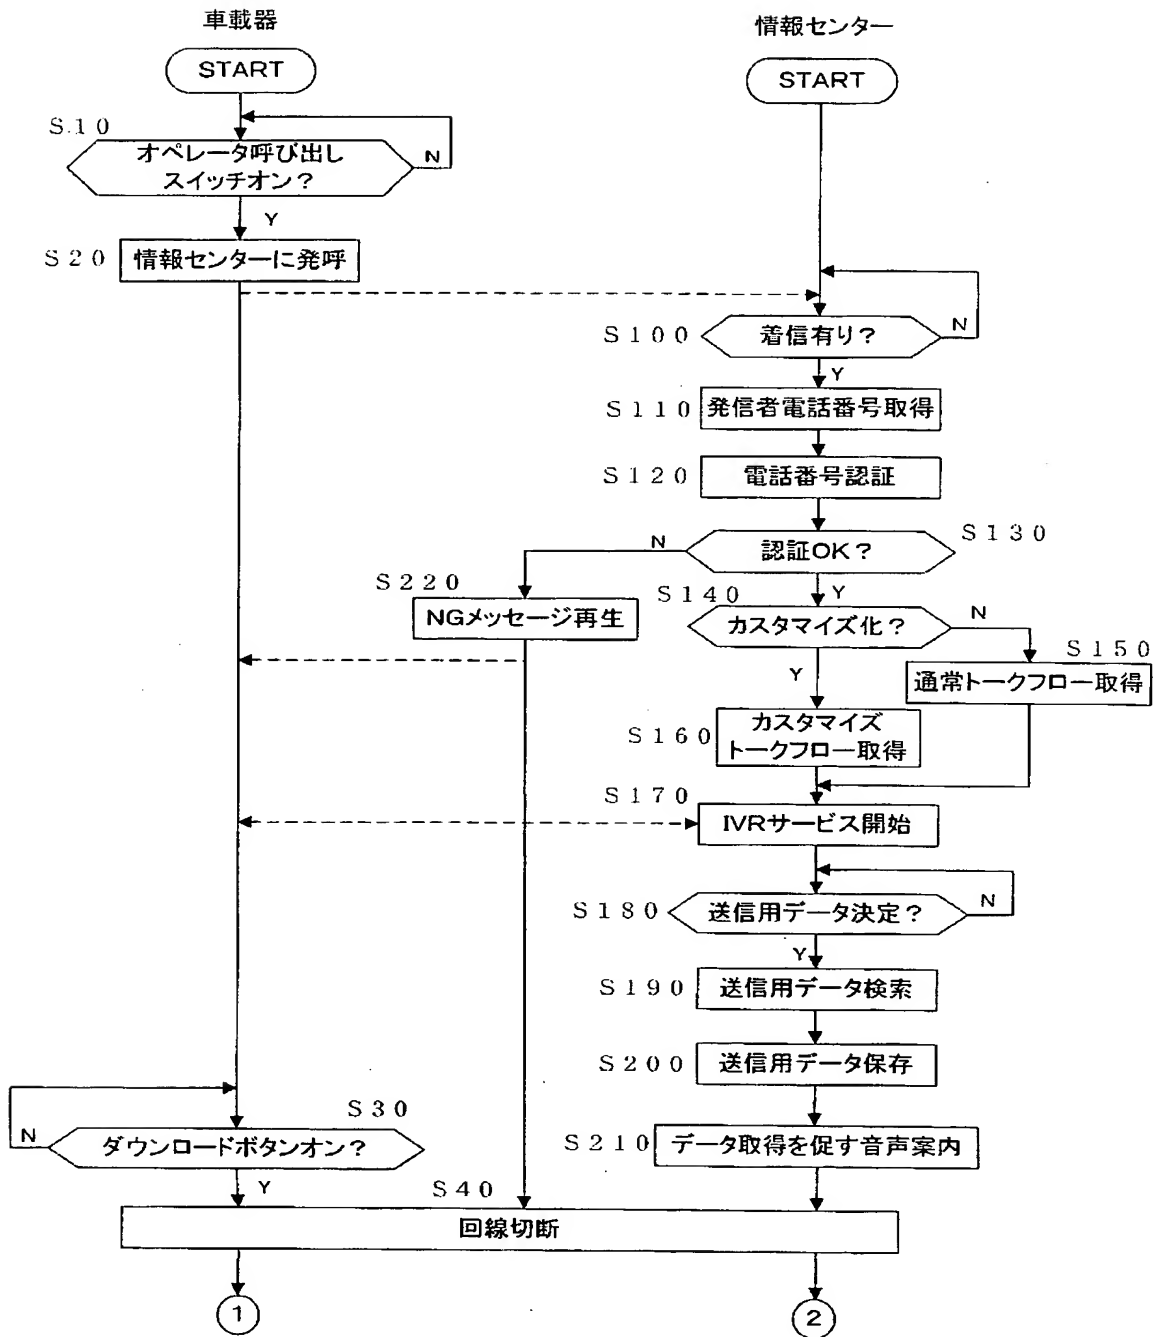 車載器
情報センター
START
START
S.10
オペレータ呼び出し
スイッチオン?
N
Y
S20
情報センターに発呼
S100
着信有り?
N
Y
S110
発信者電話番号取得
S120
電話番号認証
S130
認証OK?
N
Y
S220
NGメッセージ再生
S140
カスタマイズ化?
N
Y
S150
通常トークフロー取得
S160
カスタマイズ
トークフロー取得
S170
IVRサービス開始
S180
送信用データ決定?
N
Y
S190
送信用データ検索
S200
送信用データ保存
S30
ダウンロードボタンオン?
N
Y
S210
データ取得を促す音声案内
S40
回線切断
1
2